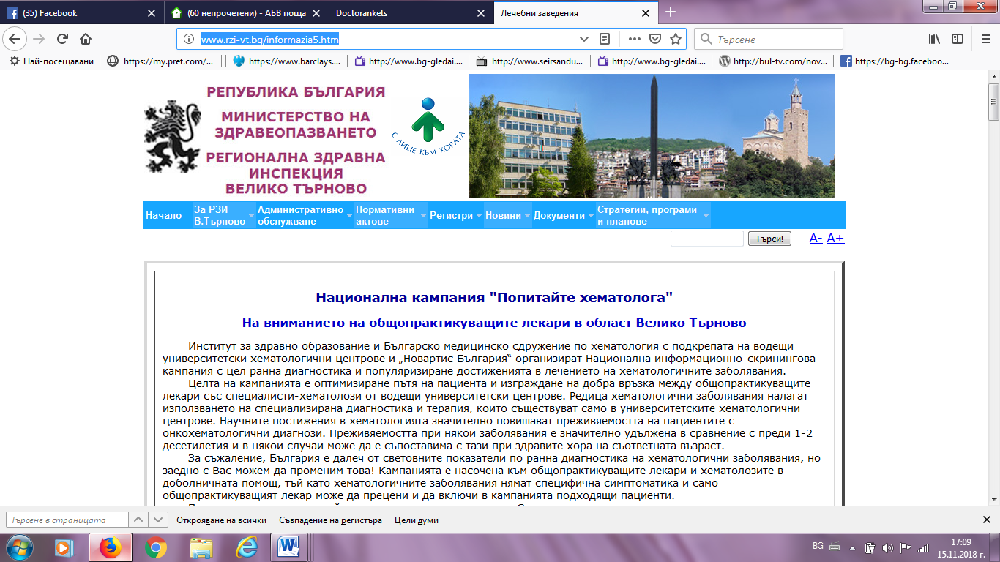 (35) Facebook
(60 непрочетени) - АБВ поща
Doctorankets
Лечебни заведения
www.rzi-vt.bg/informazia5.htm
Търсене
Най-посещавани
https://my.pret.com/...
https://www.barclays....
http://www.bg-gledai....
http://www.seirsandu...
http://www.bg-gledai....
http://bul-tv.com/nov...
https://bg-bg.faceboo...
РЕПУБЛИКА БЪЛГАРИЯ
МИНИСТЕРСТВО НА
ЗДРАВЕОПАЗВАНЕТО
РЕГИОНАЛНА ЗДРАВНА
ИНСПЕКЦИЯ
ВЕЛИКО ТЪРНОВО
С ЛИЦЕ КЪМ ХОРАТА
Начало
За РЗИ
В.Търново
Административно
обслужване
Нормативни
актове
Регистри
Новини
Документи
Стратегии, програми
и планове
Търси!
A- A+
Национална кампания "Попитайте хематолога"
На вниманието на общопрактикуващите лекари в област Велико Търново
Институт за здравно образование и Българско медицинско сдружение по хематология с подкрепата на водещи
университетски хематологични центрове и „Новартис България“ организират Национална информационно-скринингова
кампания с цел ранна диагностика и популяризиране достиженията в лечението на хематологичните заболявания.
Целта на кампанията е оптимизиране пътя на пациента и изграждане на добра връзка между общопрактикуващите
лекари със специалисти-хематолози от водещи университетски центрове. Редица хематологични заболявания налагат
използването на специализирана диагностика и терапия, които съществуват само в университетските хематологични
центрове. Научните постижения в хематологията значително повишават преживяемостта на пациентите с
онкохематологични диагнози. Преживяемостта при някои заболявания е значително удължена в сравнение с преди 1-2
десетилетия и в някои случаи може да е съпоставима с тази при здравите хора на съответната възраст.
За съжаление, България е далеч от световните показатели по ранна диагностика на хематологични заболявания, но
заедно с Вас можем да променим това! Кампанията е насочена към общопрактикуващите лекари и хематолозите в
доболничната помощ, тъй като хематологичните заболявания нямат специфична симптоматика и само
общопрактикуващият лекар може да прецени и да включи в кампанията подходящи пациенти.
Търсене в страницата
Открояване на всички
Съвпадение на регистъра
Цели думи
BG
17:09
15.11.2018 г.